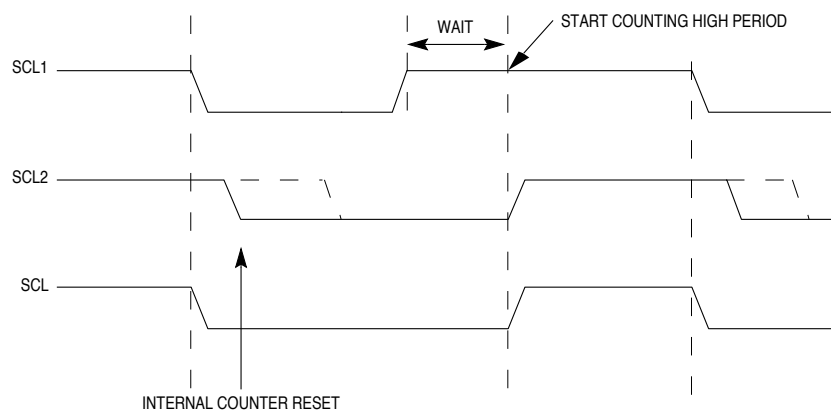 WAIT
START COUNTING HIGH PERIOD
SCL1
SCL2
SCL
INTERNAL COUNTER RESET